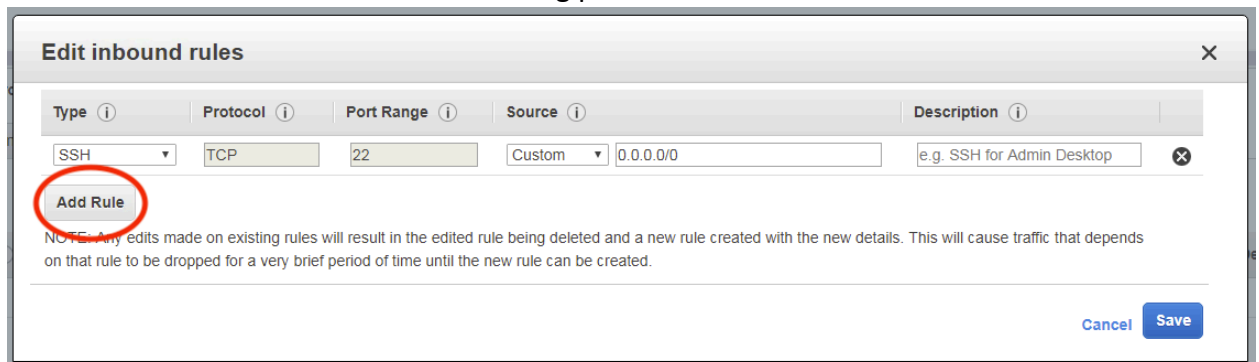 Edit inbound rules
Type Protocol Port Range Source Description
SSH TCP 22 Custom 0.0.0.0/0 e.g. SSH for Admin Desktop
Add Rule
NOTE: Any edits made on existing rules will result in the edited rule being deleted and a new rule created with the new details. This will cause traffic that depends
on that rule to be dropped for a very brief period of time until the new rule can be created.
Cancel Save